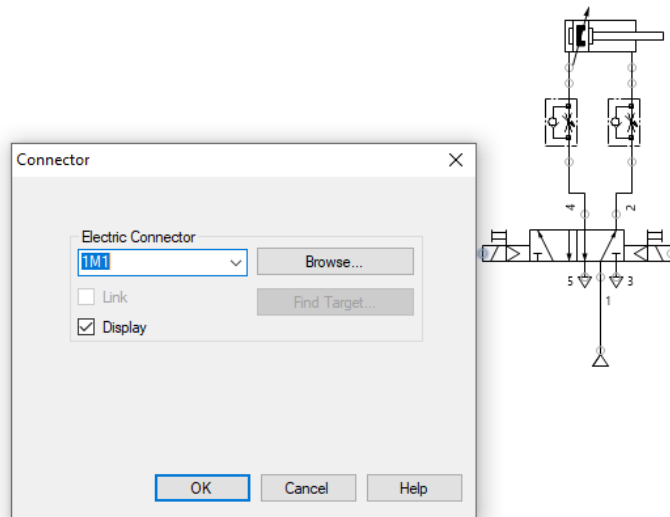 Connector
Electric Connector
1M1
Browse...
Link
Find Target...
Display
OK
Cancel
Help
4
2
5
3
1